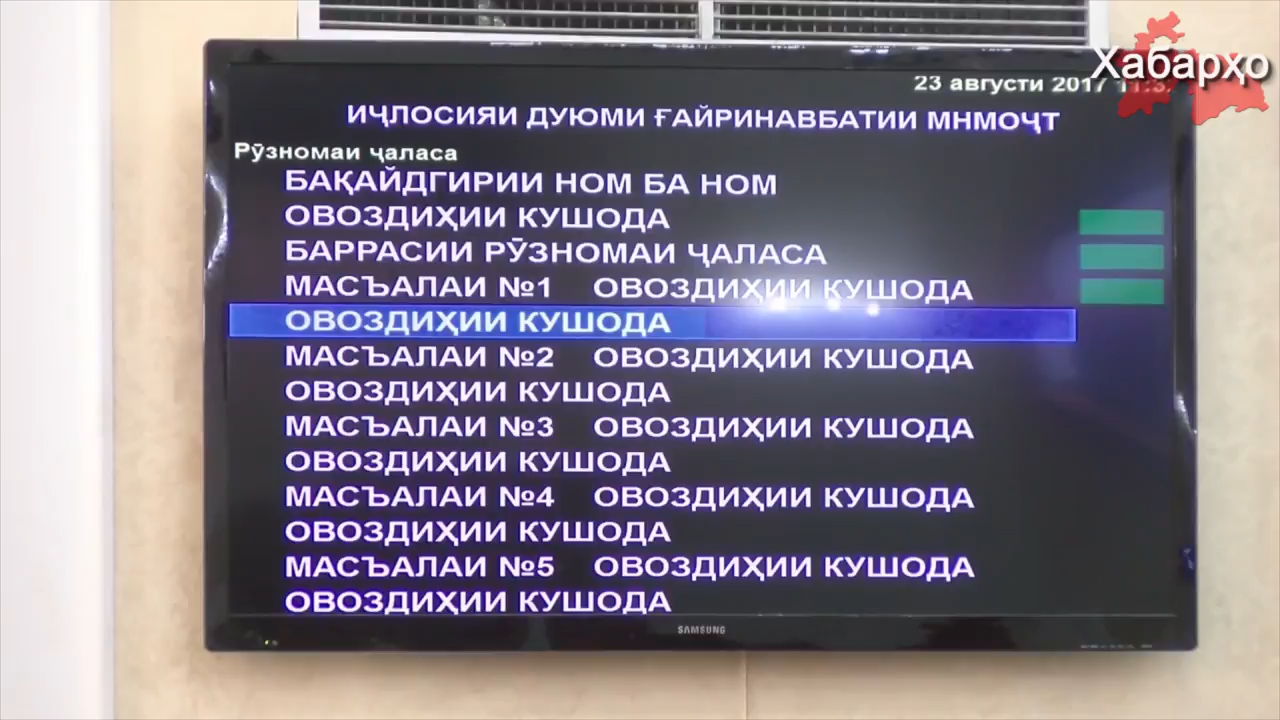 Хабарҳо
23 августи 2017
ИҶЛОСИЯИ ДУЮМИ ҒАЙРИНАВБАТИИ МНМОҶТ
Рӯзномаи ҷаласа
БАҚАЙДГИРИИ НОМ БА НОМ
ОВОЗДИҲИИ КУШОДА
БАРРАСИИ РӮЗНОМАИ ҶАЛАСА
МАСЪАЛАИ №1 ОВОЗДИҲИИ КУШОДА
ОВОЗДИҲИИ КУШОДА
МАСЪАЛАИ №2 ОВОЗДИҲИИ КУШОДА
ОВОЗДИҲИИ КУШОДА
МАСЪАЛАИ №3 ОВОЗДИҲИИ КУШОДА
ОВОЗДИҲИИ КУШОДА
МАСЪАЛАИ №4 ОВОЗДИҲИИ КУШОДА
ОВОЗДИҲИИ КУШОДА
МАСЪАЛАИ №5 ОВОЗДИҲИИ КУШОДА
ОВОЗДИҲИИ КУШОДА
SAMSUNG